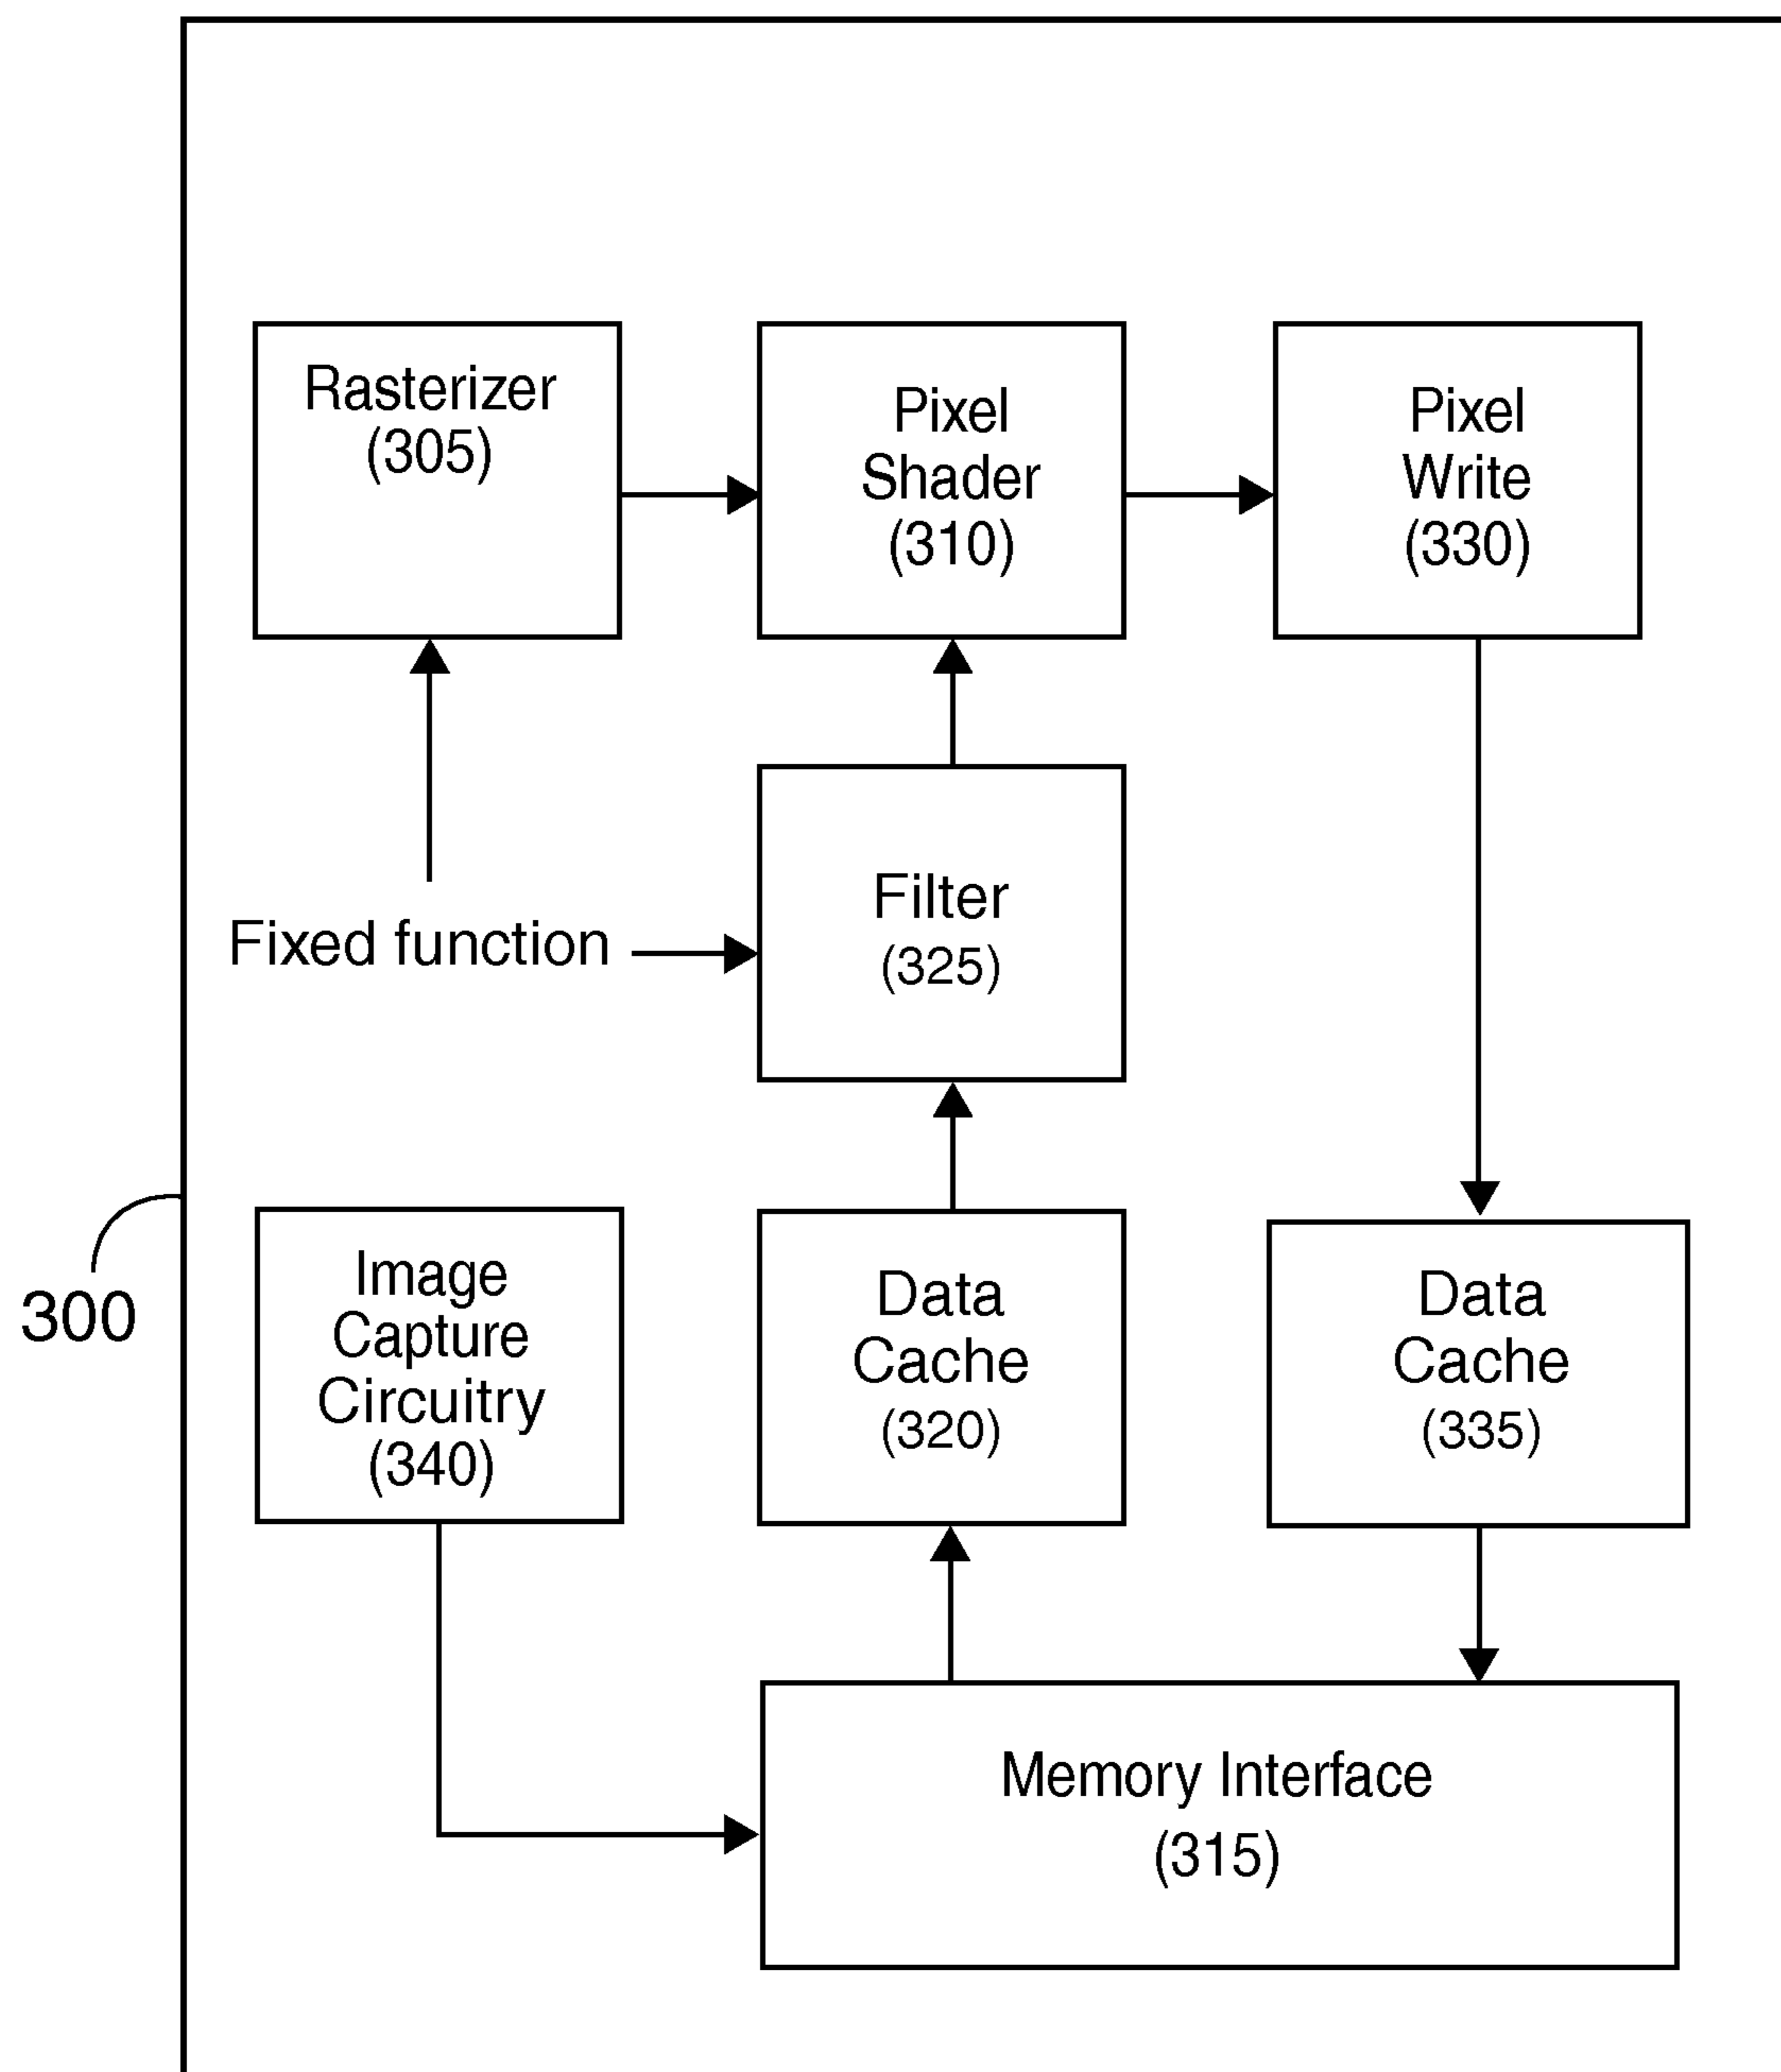 Rasterizer
(305)
Pixel
Shader
(310)
Pixel
Write
(330)
Fixed function
Filter
(325)
300
Image
Capture
Circuitry
(340)
Data
Cache
(320)
Data
Cache
(335)
Memory Interface
(315)